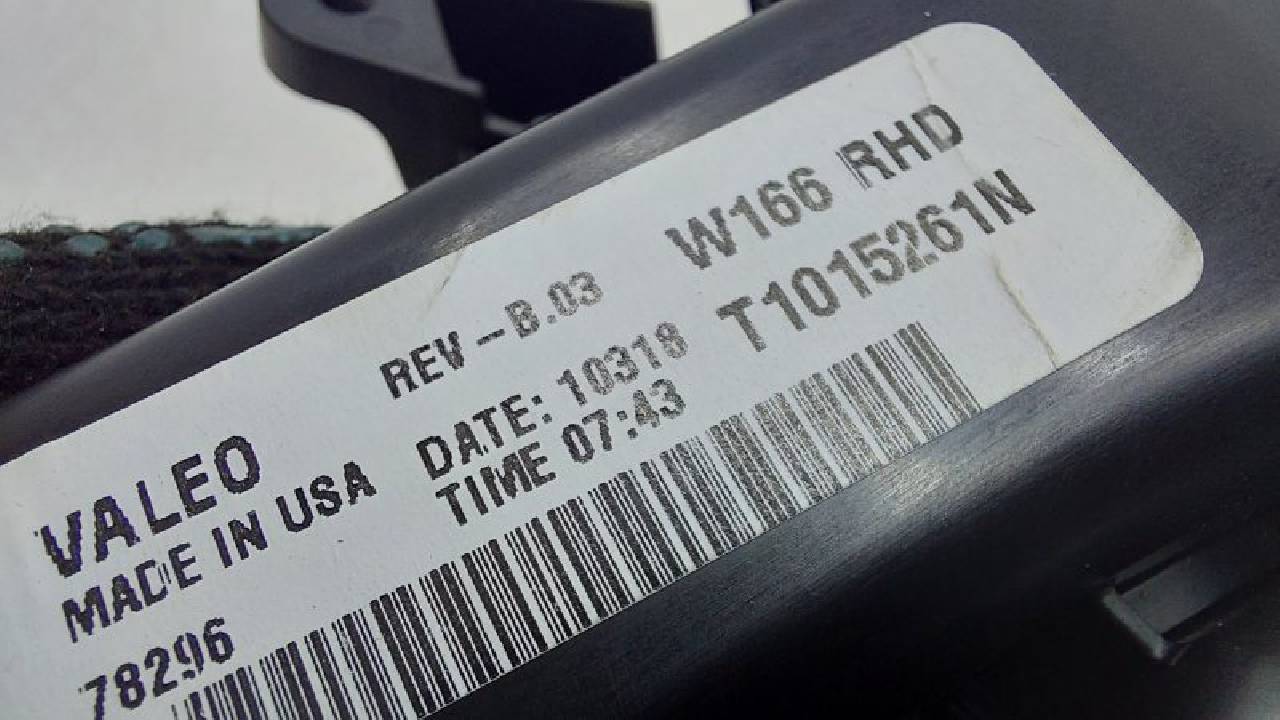 VALEO
MADE IN USA
78296
REV-B.03
DATE: 10318
TIME 07:43
W166 RHD
T1015261N